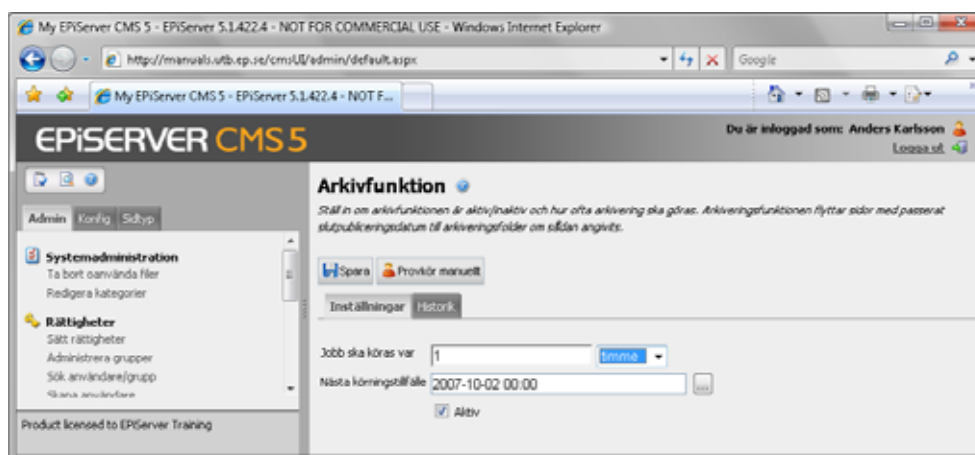 My EPiServer CMS 5 - EPiServer 5.1.422.4 - NOT FOR COMMERCIAL USE - Windows Internet Explorer
http://manuals.utb.ep.se/cmsUI/admin/default.aspx
Google
My EPiServer CMS 5 - EPiServer 5.1.422.4 - NOT F...
EPiSERVER CMS 5
Du är inloggad som: Anders Karlsson
Logga ut
Admin Konfig Sidtyp
Systemadministration
Ta bort oanvända filer
Redigera kategorier
Rättigheter
Sätt rättigheter
Administrera grupper
Sök användare/grupp
Skapa användare
Product licensed to EPiServer Training
Arkivfunktion
Ställ in om arkivfunktionen är aktiv/inaktiv och hur ofta arkivering ska göras. Arkiveringsfunktionen flyttar sidor med passerat
slutpubliceringsdatum till arkiveringsfolder om sådan angivits.
Spara Provkör manuellt
Inställningar Historik
Jobb ska köras var 1 timme
Nästa körningstillfälle 2007-10-02 00:00 ...
Aktiv